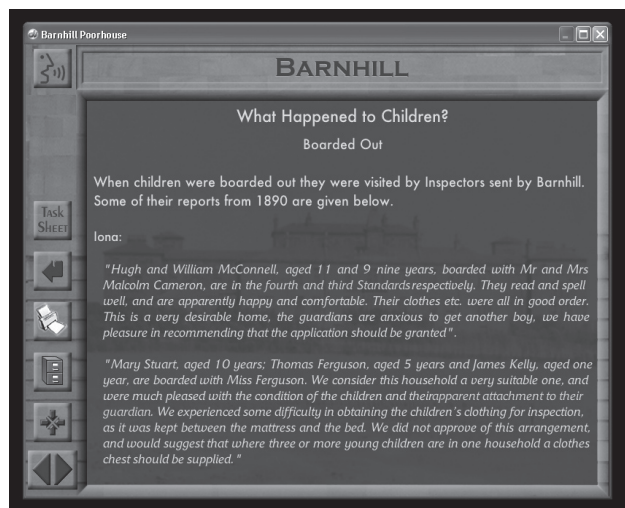 Barnhill Poorhouse
BARNHILL
What Happened to Children?
Boarded Out
When children were boarded out they were visited by Inspectors sent by Barnhill.
Some of their reports from 1890 are given below.
TASK
SHEET
Iona:
"Hugh and William McConnell, aged 11 and 9 nine years, boarded with Mr and Mrs
Malcolm Cameron, are in the fourth and third Standardsrespectively. They read and spell
well, and are apparently happy and comfortable. Their clothes etc. were all in good order.
This is a very desirable home, the guardians are anxious to get another boy, we have
pleasure in recommending that the application should be granted".
"Mary Stuart, aged 10 years; Thomas Ferguson, aged 5 years and James Kelly, aged one
year, are boarded with Miss Ferguson. We consider this household a very suitable one, and
were much pleased with the condition of the children and theirapparent attachment to their
guardian. We experienced some difficulty in obtaining the children's clothing for inspection,
as it was kept between the mattress and the bed. We did not approve of this arrangement,
and would suggest that where three or more young children are in one household a clothes
chest should be supplied."